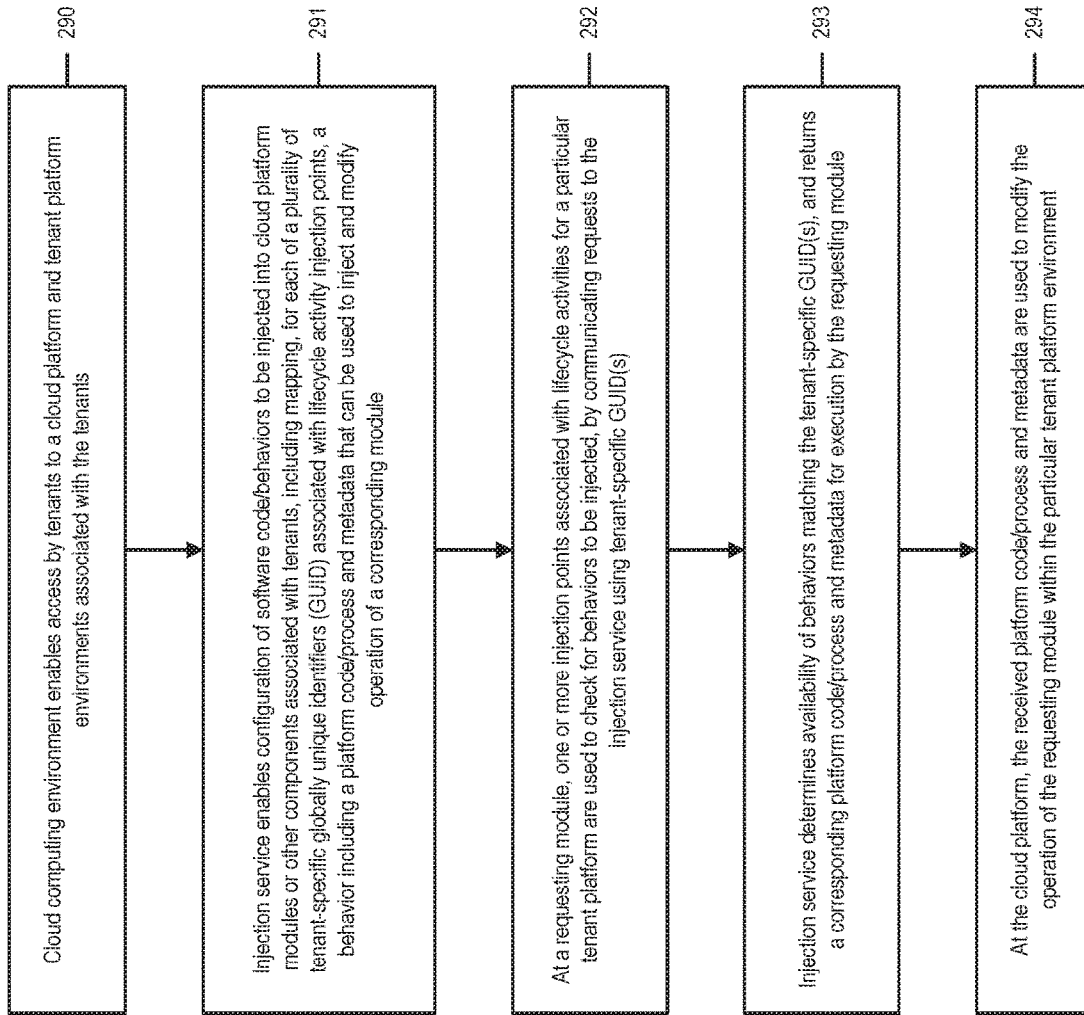 Cloud computing environment enables access by tenants to a cloud platform and tenant platform
environments associated with the tenants
290
Injection service enables configuration of software code/behaviors to be injected into cloud platform
modules or other components associated with tenants, including mapping, for each of a plurality of
tenant-specific globally unique identifiers (GUID) associated with lifecycle activity injection points, a
behavior including a platform code/process and metadata that can be used to inject and modify
operation of a corresponding module
291
At a requesting module, one or more injection points associated with lifecycle activities for a particular
tenant platform are used to check for behaviors to be injected, by communicating requests to the
injection service using tenant-specific GUID(s)
292
Injection service determines availability of behaviors matching the tenant-specific GUID(s), and returns
a corresponding platform code/process and metadata for execution by the requesting module
293
At the cloud platform, the received platform code/process and metadata are used to modify the
operation of the requesting module within the particular tenant platform environment
294